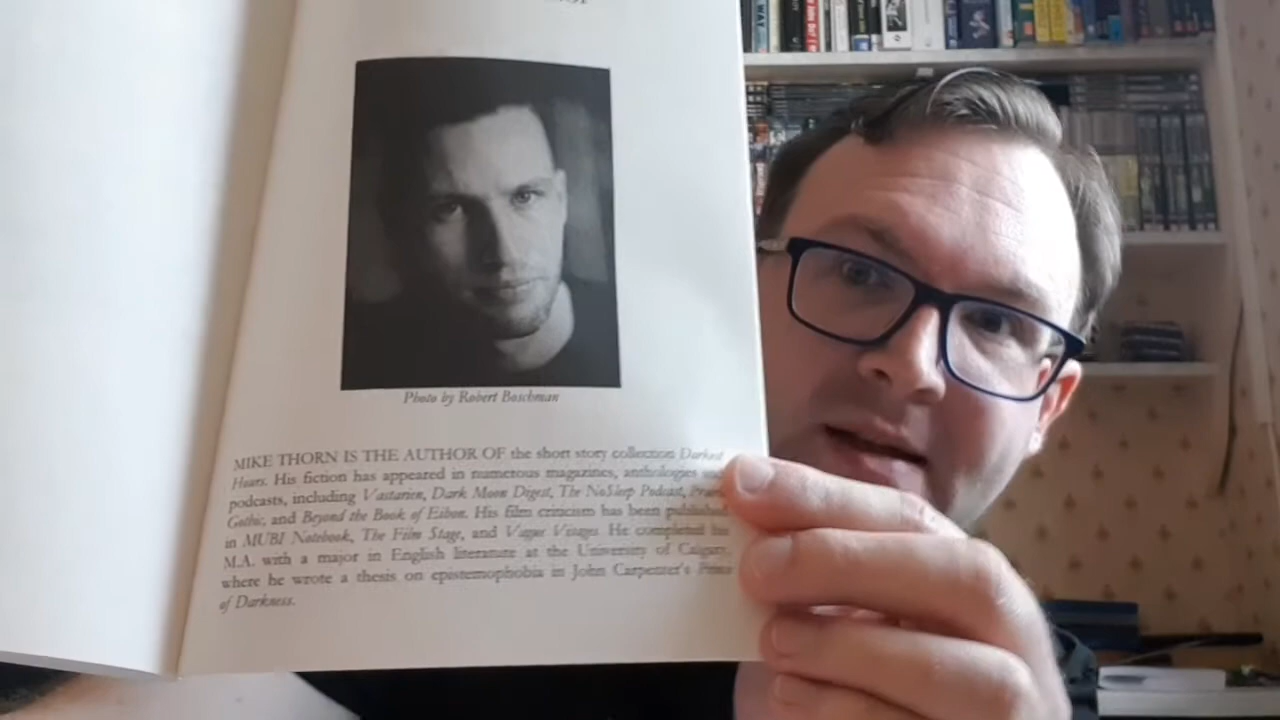 Photo by Robert Boschman
MIKE THORN IS THE AUTHOR OF the short story collection Darkest
Hours. His fiction has appeared in numerous magazines, anthologies
podcasts, including Vastarien, Dark Moon Digest, The NoSleep Podcast,
Gothic, and Beyond the Book of Eibon. His film criticism has been published
in MUBI Notebook, The Film Stage, and Vague Visages. He completed his
M.A. with a major in English literature at the University of Calgary,
where he wrote a thesis on epistemophobia in John Carpenter's Prince
of Darkness.